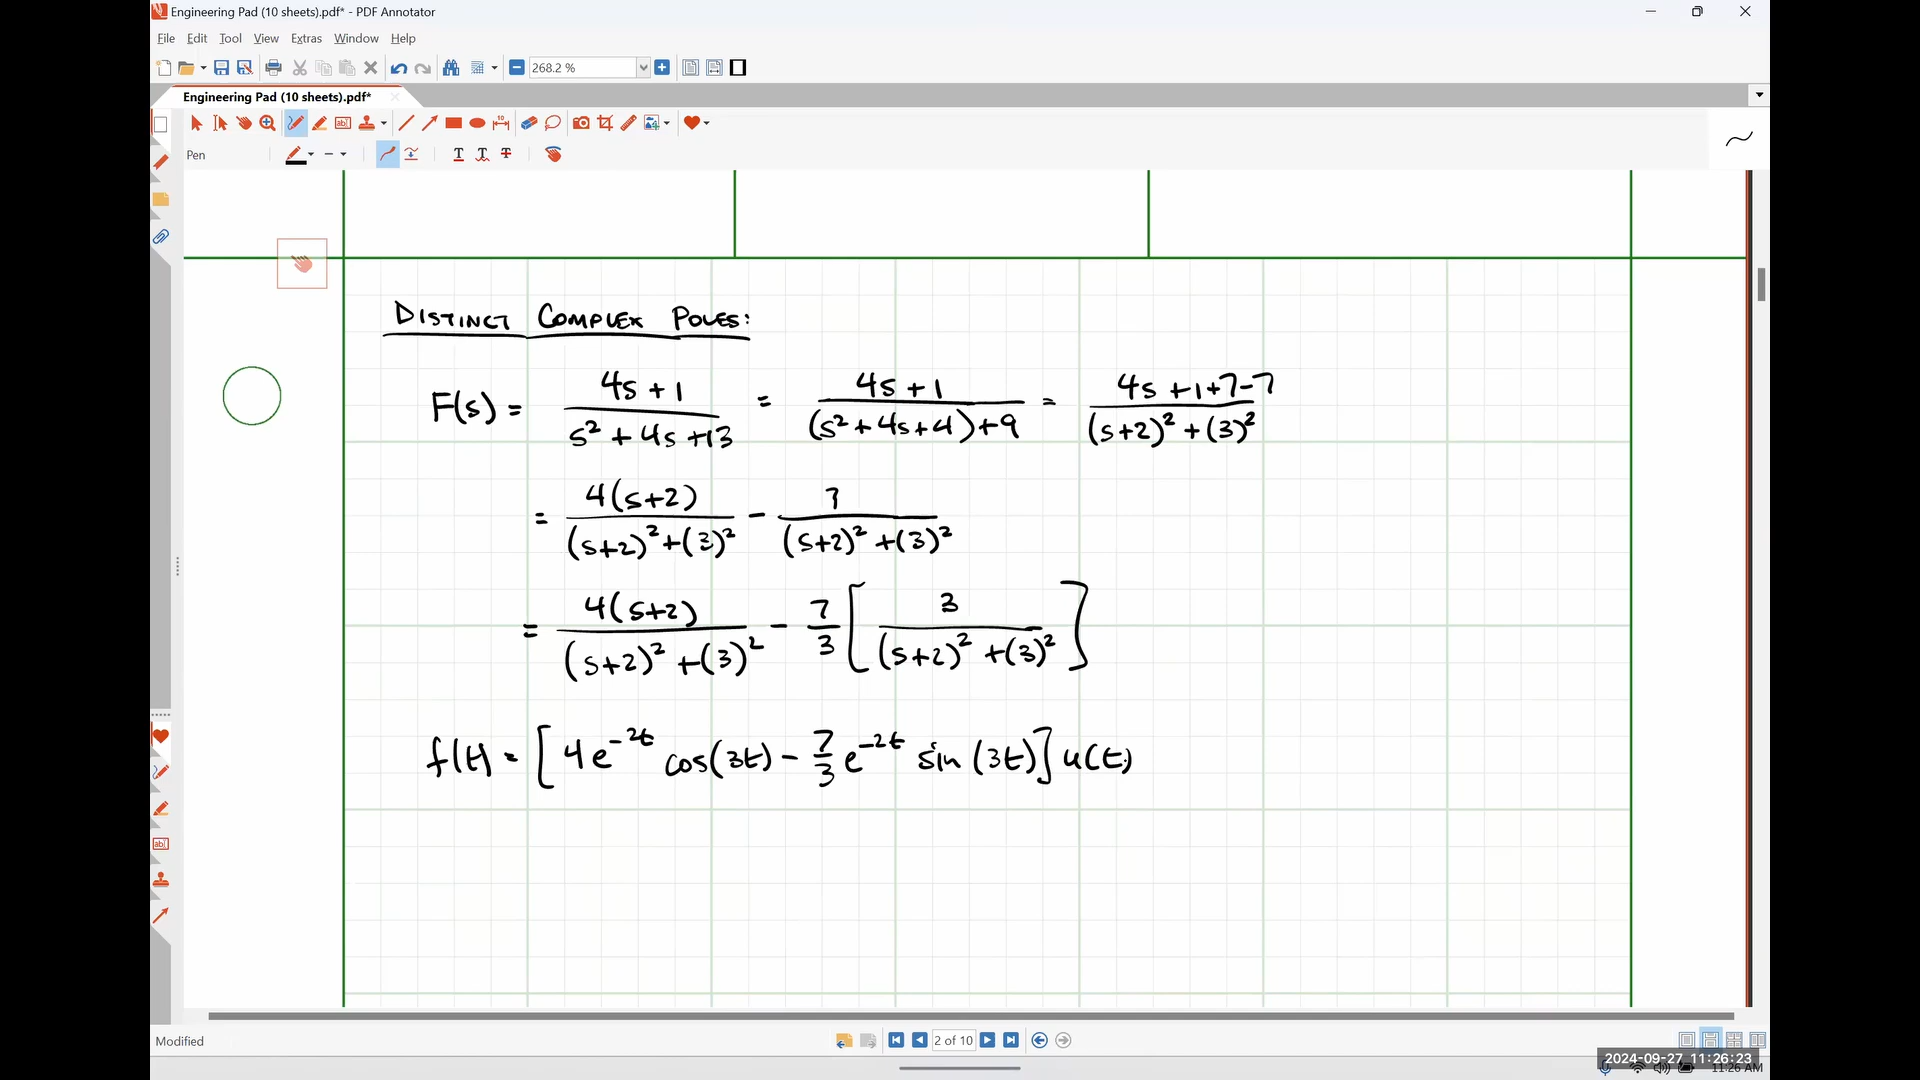 Engineering Pad (10 sheets).pdf* - PDF Annotator
File Edit Tool View Extras Window Help
268.2 %
Engineering Pad (10 sheets).pdf*
Pen
DISTINCT COMPLEX POLES:
F(s) = (4s + 1)/(s² + 4s + 13) = (4s + 1)/((s² + 4s + 4) + 9) = (4s + 1 + 7 - 7)/((s+2)² + (3)²)
= 4(s+2)/((s+2)² + (3)²) - 7/((s+2)² + (3)²)
= 4(s+2)/((s+2)² + (3)²) - 7/3 [3/((s+2)² + (3)²)]
f(t) = [4e^(-2t) cos(3t) - 7/3 e^(-2t) sin(3t)] u(t)
Modified
2 of 10
2024-09-27 11:26:23
11:26 AM